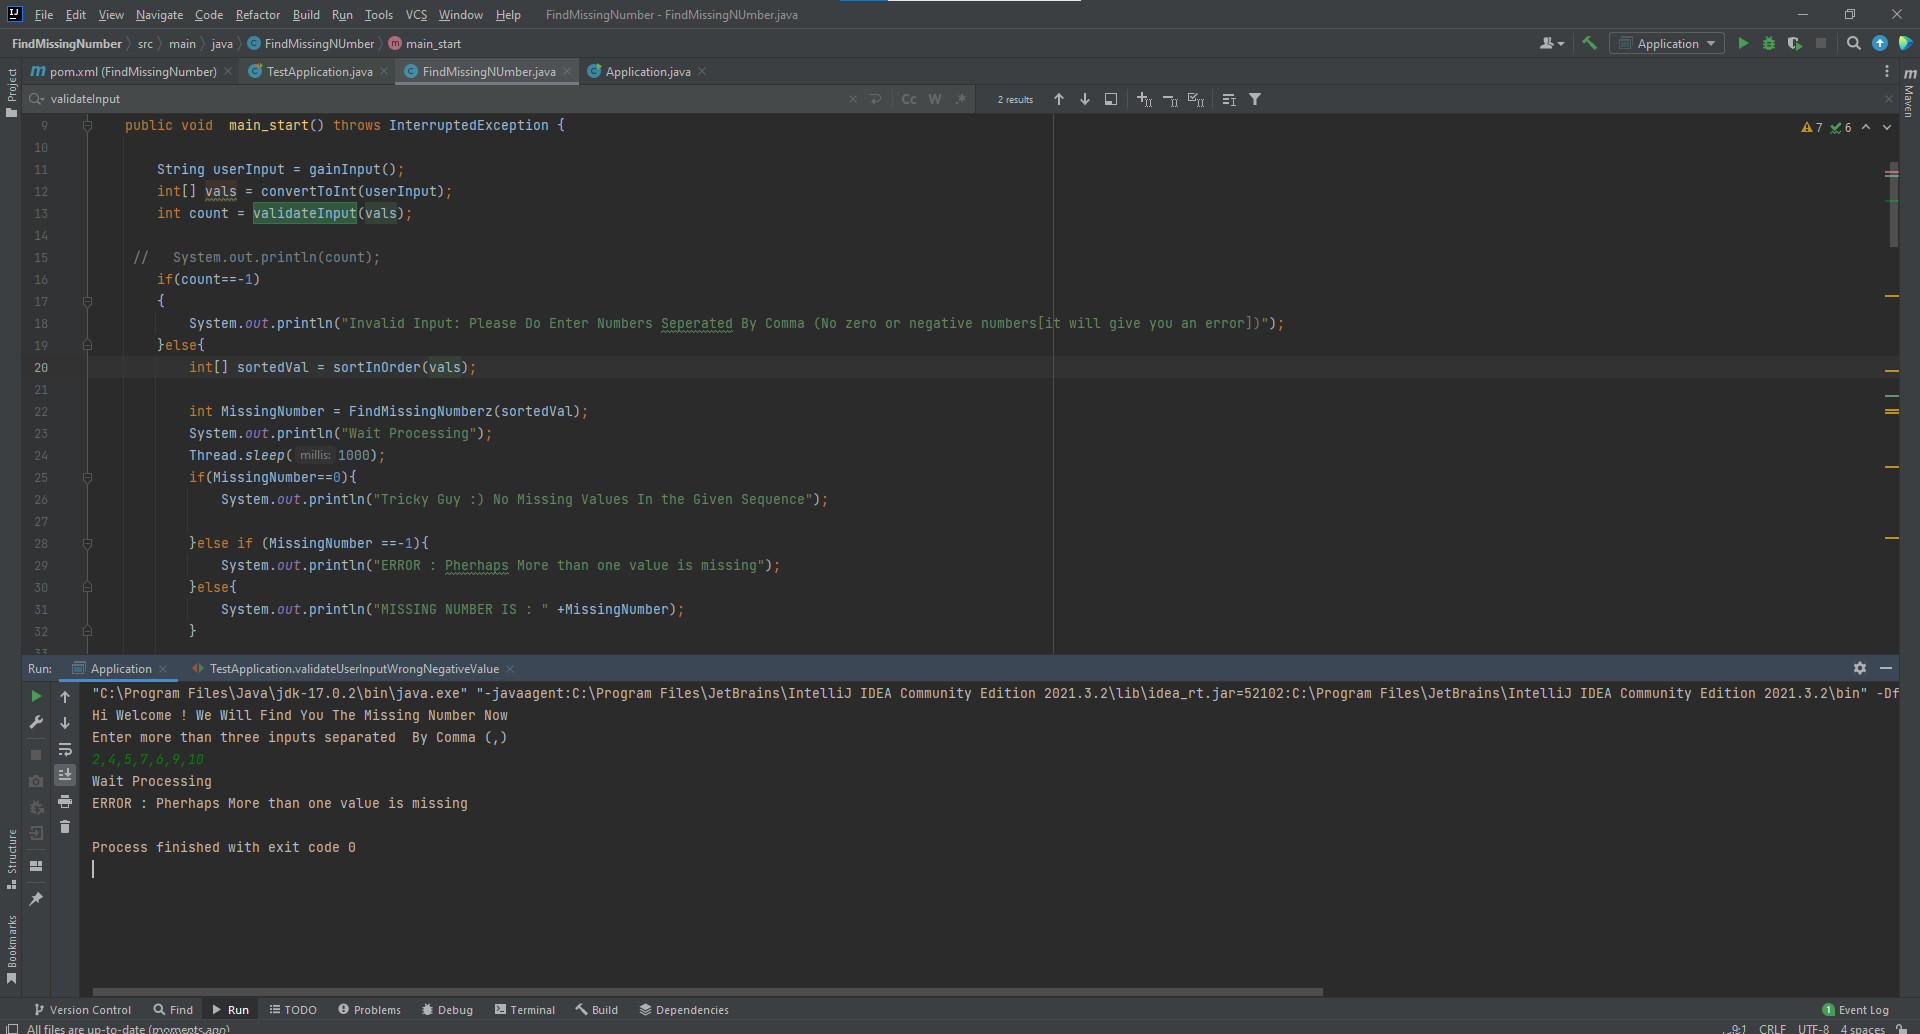 File Edit View Navigate Code Refactor Build Run Tools VCS Window Help FindMissingNumber - FindMissingNUmber.java
FindMissingNumber src main java FindMissingNUmber main_start Application
pom.xml (FindMissingNumber) TestApplication.java FindMissingNUmber.java Application.java
validateInput Cc W .* 2 results
Project
Maven
7 6
9 public void main_start() throws InterruptedException {
10
11 String userInput = gainInput();
12 int[] vals = convertToInt(userInput);
13 int count = validateInput(vals);
14
15 // System.out.println(count);
16 if(count==-1)
17 {
18 System.out.println("Invalid Input: Please Do Enter Numbers Seperated By Comma (No zero or negative numbers[it will give you an error])");
19 }else{
20 int[] sortedVal = sortInOrder(vals);
21
22 int MissingNumber = FindMissingNumberz(sortedVal);
23 System.out.println("Wait Processing");
24 Thread.sleep( millis: 1000);
25 if(MissingNumber==0){
26 System.out.println("Tricky Guy :) No Missing Values In the Given Sequence");
27
28 }else if (MissingNumber ==-1){
29 System.out.println("ERROR : Pherhaps More than one value is missing");
30 }else{
31 System.out.println("MISSING NUMBER IS : " +MissingNumber);
32 }
33
Run: Application TestApplication.validateUserInputWrongNegativeValue
"C:\Program Files\Java\jdk-17.0.2\bin\java.exe" "-javaagent:C:\Program Files\JetBrains\IntelliJ IDEA Community Edition 2021.3.2\lib\idea_rt.jar=52102:C:\Program Files\JetBrains\IntelliJ IDEA Community Edition 2021.3.2\bin" -Df
Hi Welcome ! We Will Find You The Missing Number Now
Enter more than three inputs separated  By Comma (,)
2,4,5,7,6,9,10
Wait Processing
ERROR : Pherhaps More than one value is missing
Process finished with exit code 0
Structure
Bookmarks
Version Control Find Run TODO Problems Debug Terminal Build Dependencies 1 Event Log
All files are up-to-date (moments ago) 9:1 CRLF UTF-8 4 spaces